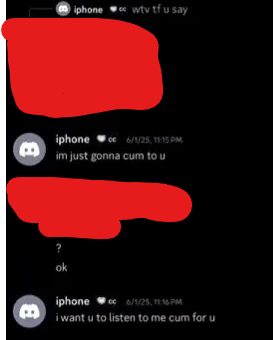 iphone cc wtv tf u say
iphone cc 6/1/25, 11:15 PM
im just gonna cum to u
?
ok
iphone cc 6/1/25, 11:16 PM
i want u to listen to me cum for u